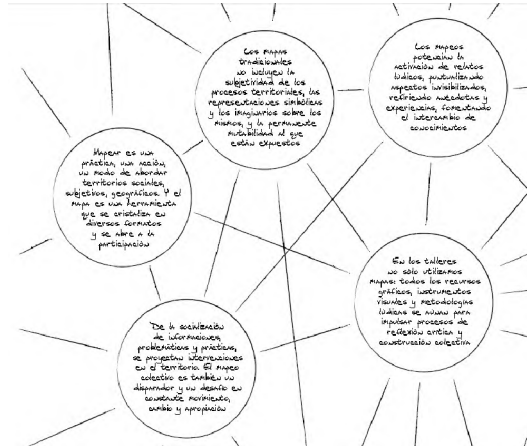 Los mapas
tradicionales
no incluyen la
subjetividad de los
procesos territoriales, las
representaciones simbólicas
y los imaginarios sobre los
mismos, y la permanente
mutabilidad al que
están expuestos
Los mapeos
potencian la
activación de relatos
lúdicos, puntualizando
aspectos invisibilizados,
refiriendo anécdotas y
experiencias, fomentando
el intercambio de
conocimientos
Mapear es una
práctica, una acción,
un modo de abordar
territorios sociales,
subjetivos, geográficos. Y el
mapa es una herramienta
que se cristaliza en
diversos formatos
y se abre a la
participación
En los talleres
no sólo utilizamos
mapas: todos los recursos
gráficos, instrumentos
visuales y metodologías
lúdicas se aunan para
impulsar procesos de
reflexión crítica y
construcción colectiva
De la socialización
de informaciones,
problemáticas y prácticas,
se proyectan intervenciones
en el territorio. El mapeo
colectivo es también un
disparador y un desafío en
constante movimiento,
cambio y apropiación